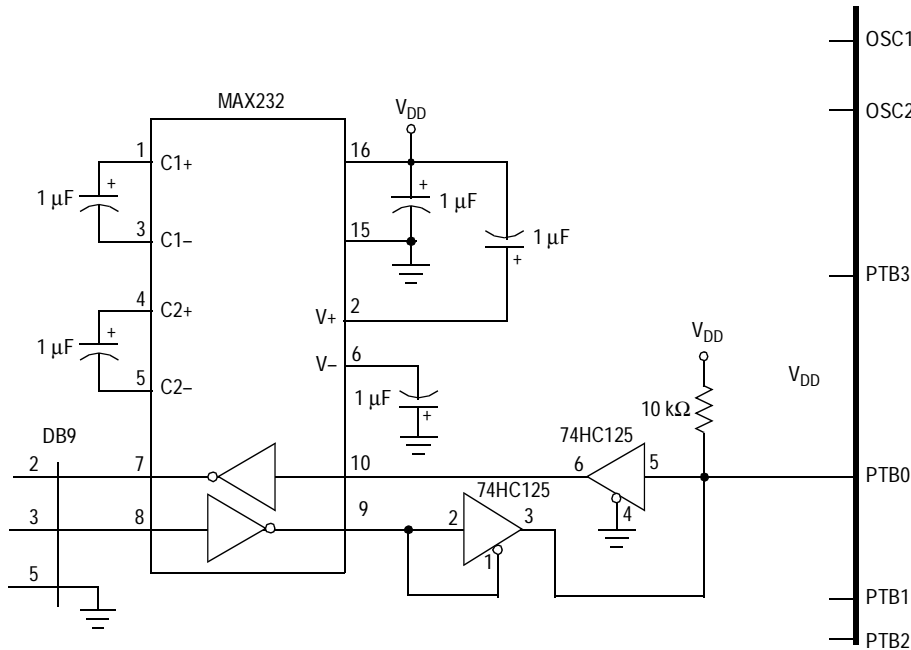 OSC1
MAX232
V_DD
OSC2
1
C1+
16
+
1 µF
+
1 µF
3
C1–
15
1 µF
+
PTB3
4
C2+
V+
2
+
1 µF
V–
6
V_DD
V_DD
5
C2–
1 µF
+
10 kΩ
DB9
74HC125
2
7
10
6
5
PTB0
74HC125
3
8
9
2
3
4
1
5
PTB1
PTB2